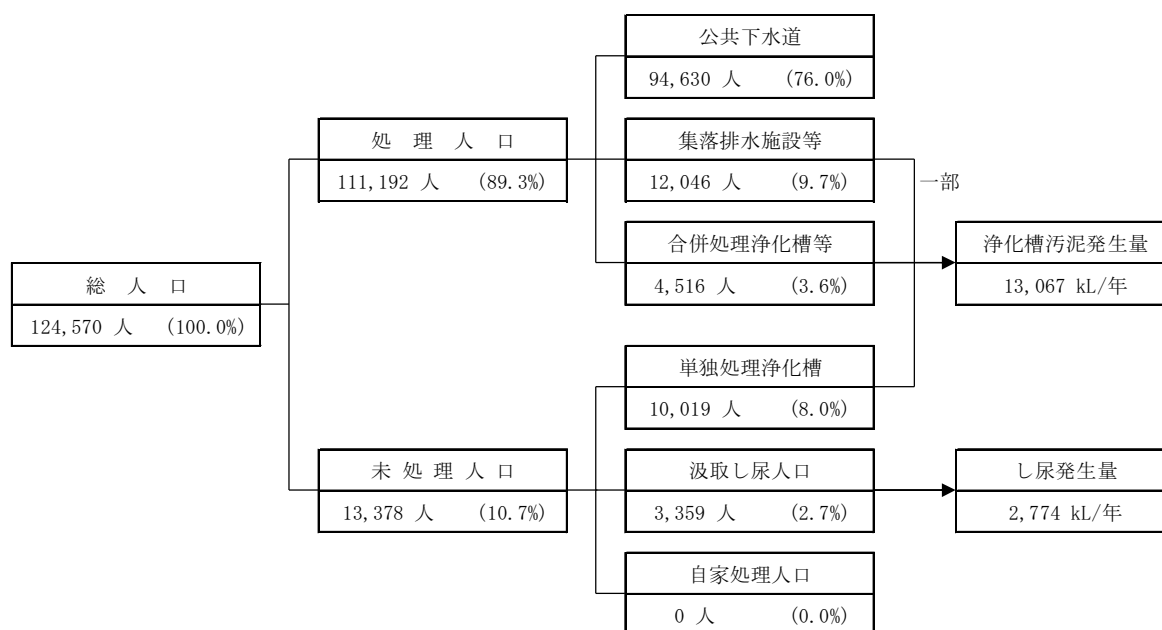 公共下水道
94,630 人 (76.0%)
処 理 人 口
111,192 人 (89.3%)
集落排水施設等
12,046 人 (9.7%)
一部
合併処理浄化槽等
4,516 人 (3.6%)
浄化槽汚泥発生量
13,067 kL/年
総 人 口
124,570 人 (100.0%)
単独処理浄化槽
10,019 人 (8.0%)
未 処 理 人 口
13,378 人 (10.7%)
汲取し尿人口
3,359 人 (2.7%)
し尿発生量
2,774 kL/年
自家処理人口
0 人 (0.0%)